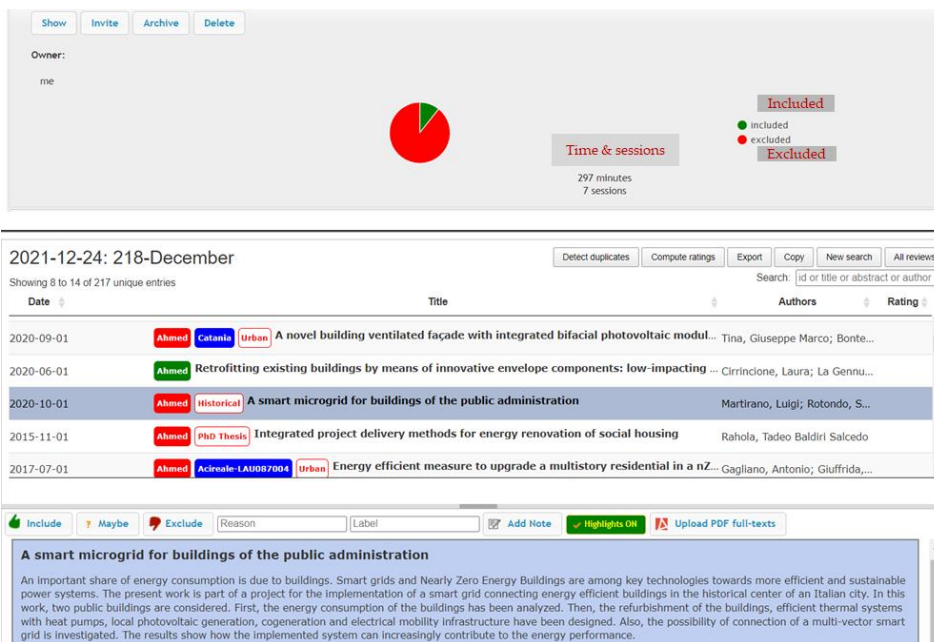 Show Invite Archive Delete
Owner:
me
Included
included
excluded
Excluded
Time & sessions
297 minutes
7 sessions
2021-12-24: 218-December
Detect duplicates Compute ratings Export Copy New search All reviews
Showing 8 to 14 of 217 unique entries
Search: id or title or abstract or author
Date Title Authors Rating
2020-09-01 Ahmed Catania Urban A novel building ventilated façade with integrated bifacial photovoltaic modul... Tina, Giuseppe Marco; Bonte...
2020-06-01 Ahmed Retrofitting existing buildings by means of innovative envelope components: low-impacting ... Cirrincione, Laura; La Gennu...
2020-10-01 Ahmed Historical A smart microgrid for buildings of the public administration Martirano, Luigi; Rotondo, S...
2015-11-01 Ahmed PhD Thesis Integrated project delivery methods for energy renovation of social housing Rahola, Tadeo Baldiri Salcedo
2017-07-01 Ahmed Acireale-LAU087004 Urban Energy efficient measure to upgrade a multistory residential in a nZ... Gagliano, Antonio; Giuffrida,...
Include ? Maybe Exclude Reason Label Add Note Highlights ON Upload PDF full-texts
A smart microgrid for buildings of the public administration
An important share of energy consumption is due to buildings. Smart grids and Nearly Zero Energy Buildings are among key technologies towards more efficient and sustainable
power systems. The present work is part of a project for the implementation of a smart grid connecting energy efficient buildings in the historical center of an Italian city. In this
work, two public buildings are considered. First, the energy consumption of the buildings has been analyzed. Then, the refurbishment of the buildings, efficient thermal systems
with heat pumps, local photovoltaic generation, cogeneration and electrical mobility infrastructure have been designed. Also, the possibility of connection of a multi-vector smart
grid is investigated. The results show how the implemented system can increasingly contribute to the energy performance.